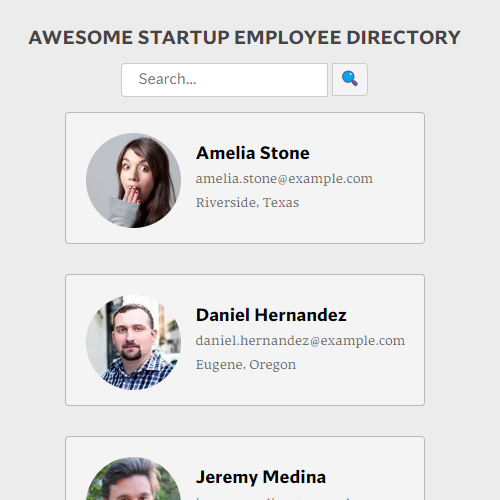 AWESOME STARTUP EMPLOYEE DIRECTORY
Search...
Amelia Stone
amelia.stone@example.com
Riverside, Texas
Daniel Hernandez
daniel.hernandez@example.com
Eugene, Oregon
Jeremy Medina